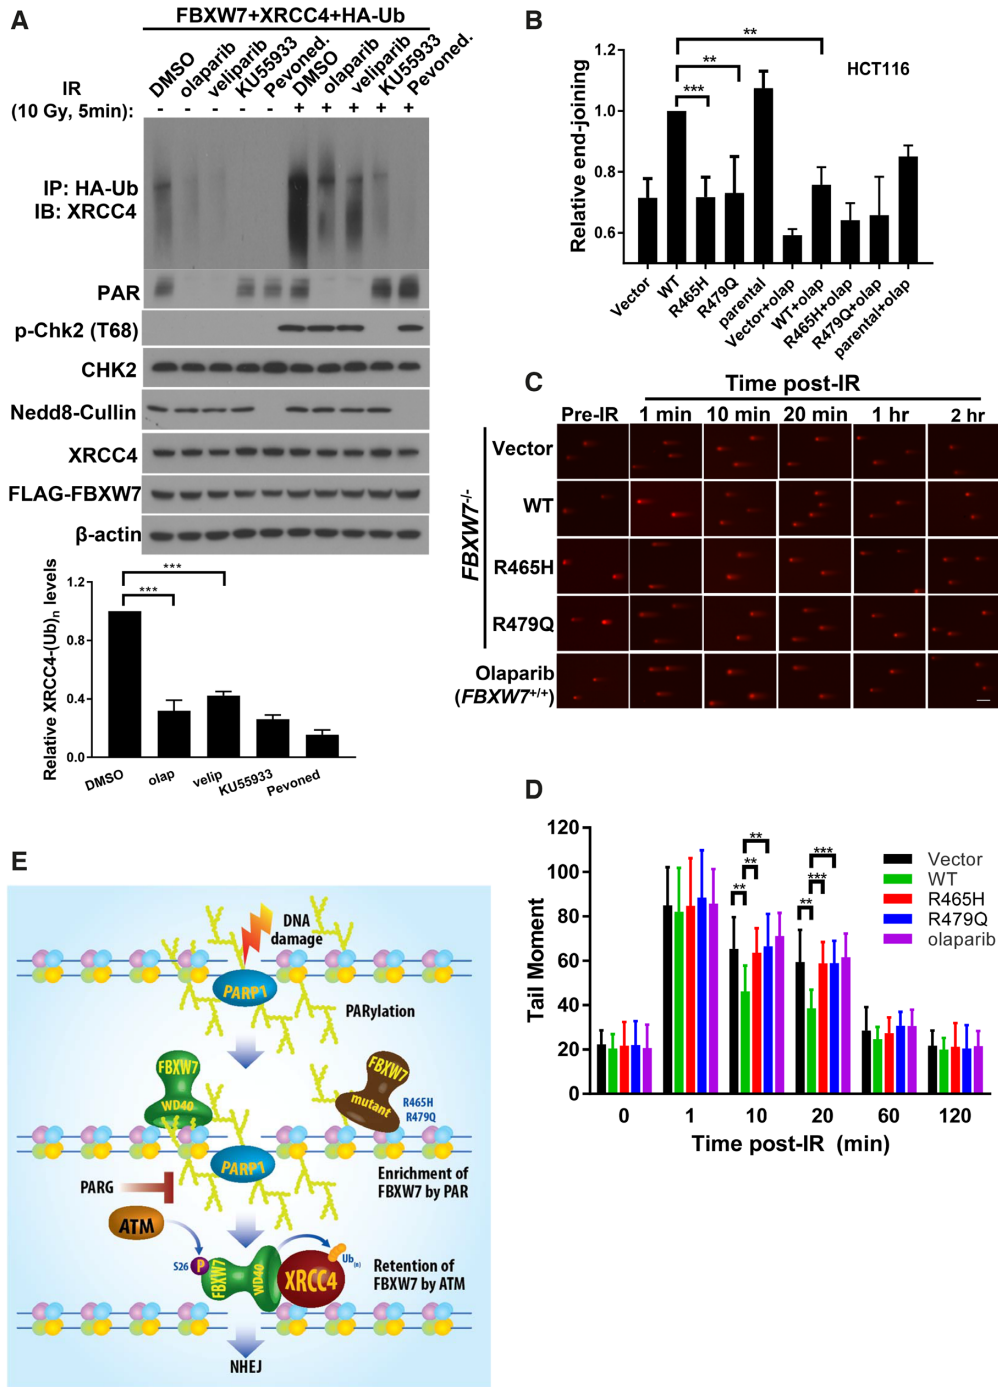 A
FBXW7+XRCC4+HA-Ub
DMSO olaparib veliparib KU55933 Pevoned. DMSO olaparib veliparib KU55933 Pevoned.
IR
(10 Gy, 5min): - - - - - + + + + +
IP: HA-Ub
IB: XRCC4
PAR
p-Chk2 (T68)
CHK2
Nedd8-Cullin
XRCC4
FLAG-FBXW7
β-actin
Relative XRCC4-(Ub)n levels
1.2
0.8
0.4
0.0
***
***
DMSO olap velip KU55933 Pevoned
B
HCT116
Relative end-joining
1.2
1.0
0.8
0.6
**
**
***
Vector WT R465H R479Q parental Vector+olap WT+olap R465H+olap R479Q+olap parental+olap
C
Time post-IR
Pre-IR 1 min 10 min 20 min 1 hr 2 hr
FBXW7-/-
Vector
WT
R465H
R479Q
Olaparib
(FBXW7+/+)
D
Tail Moment
120
100
80
60
40
20
0
** ** **
** *** ***
Vector
WT
R465H
R479Q
olaparib
0 1 10 20 60 120
Time post-IR (min)
E
DNA
damage
PARP1
PARylation
FBXW7
WD40
FBXW7
mutant
R465H
R479Q
PARP1
Enrichment of
FBXW7 by PAR
PARG
ATM
S26
P
FBXW7
WD40
XRCC4
Ub(n)
Retention of
FBXW7 by ATM
NHEJ